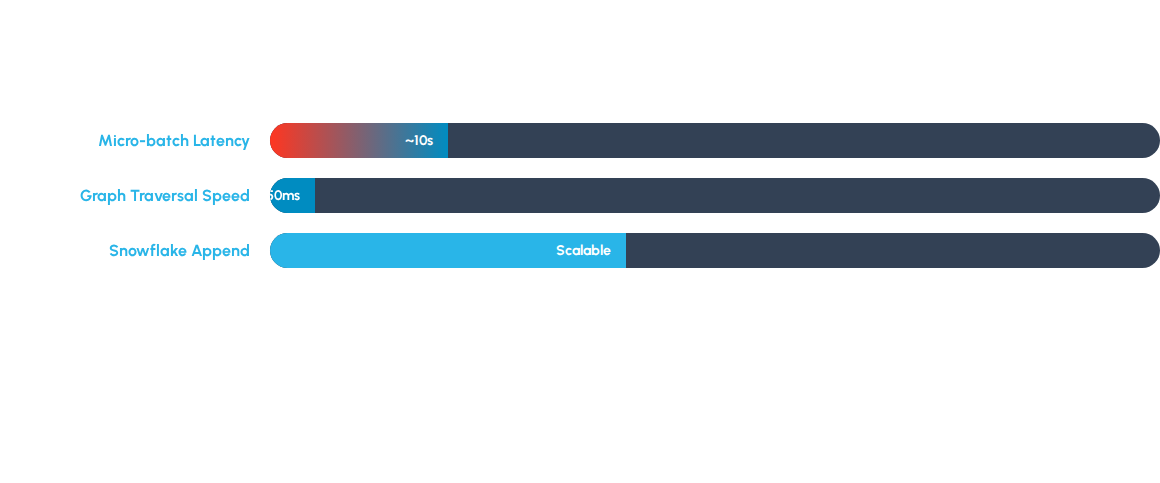 Micro-batch Latency ~10s
Graph Traversal Speed
Snowflake Append Scalable